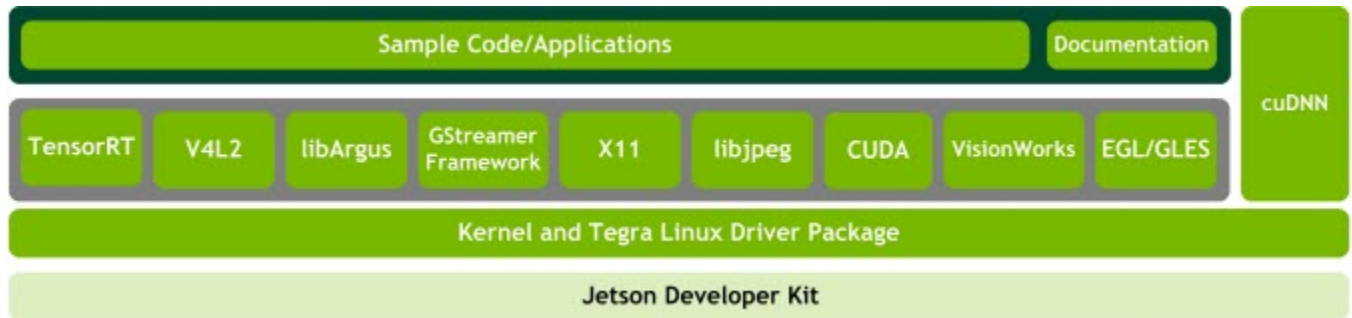 Sample Code/Applications
Documentation
cuDNN
TensorRT
V4L2
libArgus
GStreamer
Framework
X11
libjpeg
CUDA
VisionWorks
EGL/GLES
Kernel and Tegra Linux Driver Package
Jetson Developer Kit